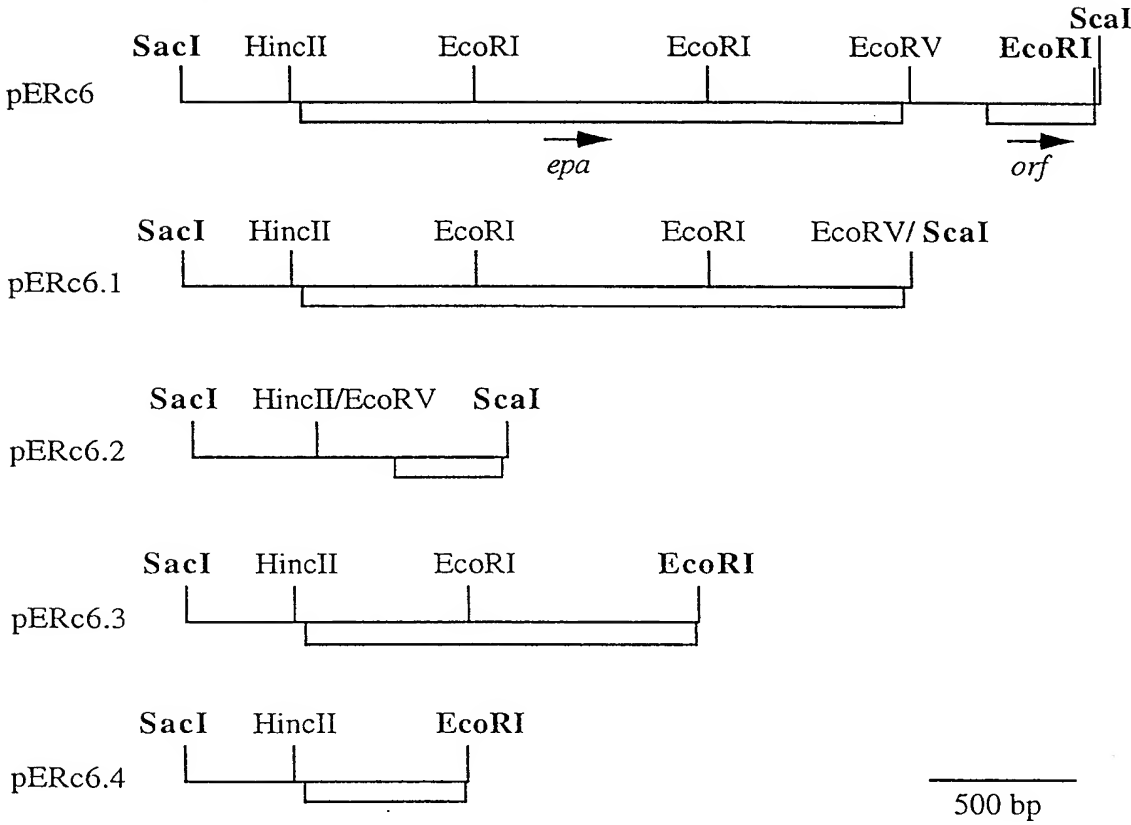 ScaI
SacI HincII EcoRI EcoRI EcoRV EcoRI
pERc6
epa orf
SacI HincII EcoRI EcoRI EcoRV/ ScaI
pERc6.1
SacI HincII/EcoRV ScaI
pERc6.2
SacI HincII EcoRI EcoRI
pERc6.3
SacI HincII EcoRI
pERc6.4
500 bp